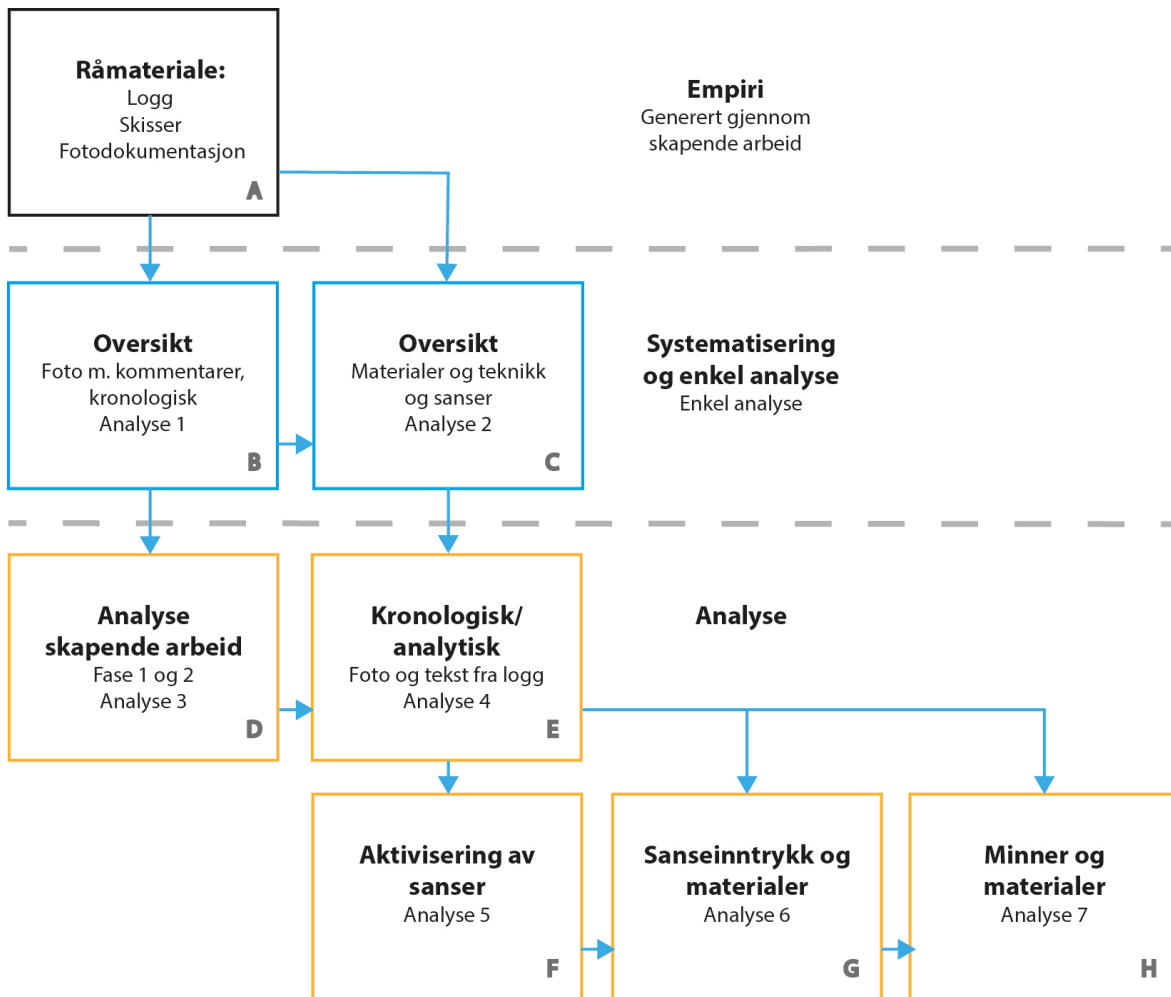 Råmateriale:
Logg
Skisser
Fotodokumentasjon
A
Empiri
Generert gjennom
skapende arbeid
Oversikt
Foto m. kommentarer,
kronologisk
Analyse 1
B
Oversikt
Materialer og teknikk
og sanser
Analyse 2
C
Systematisering
og enkel analyse
Enkel analyse
Analyse
skapende arbeid
Fase 1 og 2
Analyse 3
D
Kronologisk/
analytisk
Foto og tekst fra logg
Analyse 4
E
Analyse
Aktivisering av
sanser
Analyse 5
F
Sanseinntrykk og
materialer
Analyse 6
G
Minner og
materialer
Analyse 7
H